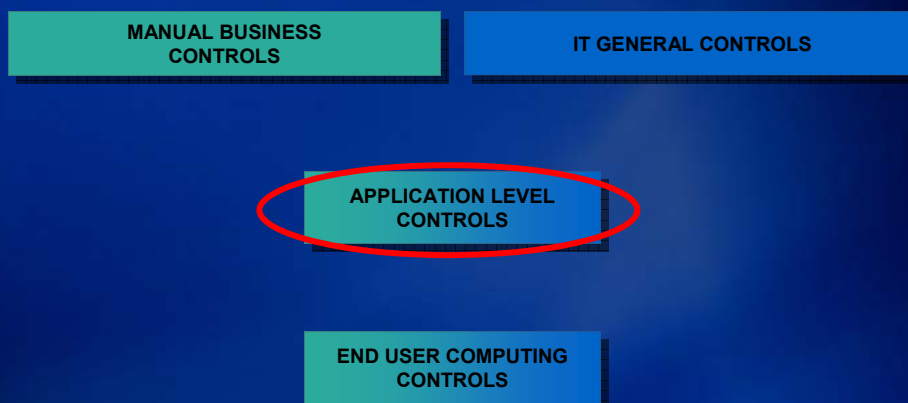 MANUAL BUSINESS
CONTROLS
IT GENERAL CONTROLS
APPLICATION LEVEL
CONTROLS
END USER COMPUTING
CONTROLS